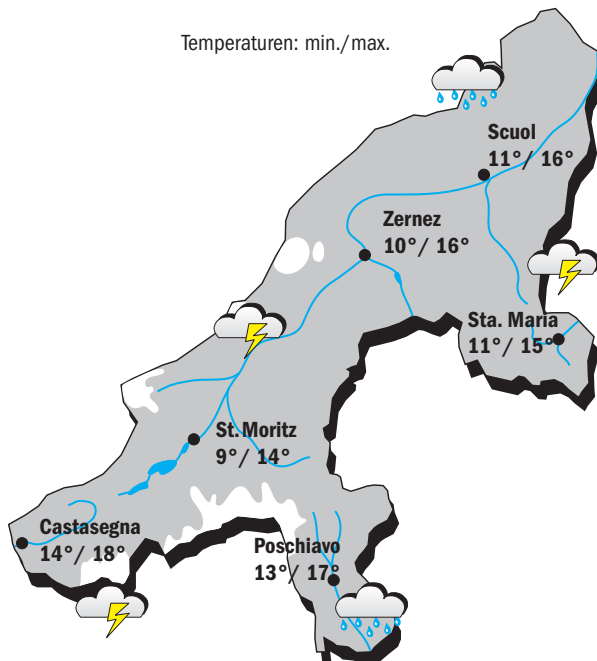 Temperaturen: min./max.
Scuol
11°/ 16°
Zernez
10°/ 16°
Sta. Maria
11°/ 15°
St. Moritz
9°/ 14°
Castasegna
14°/ 18°
Poschiavo
13°/ 17°